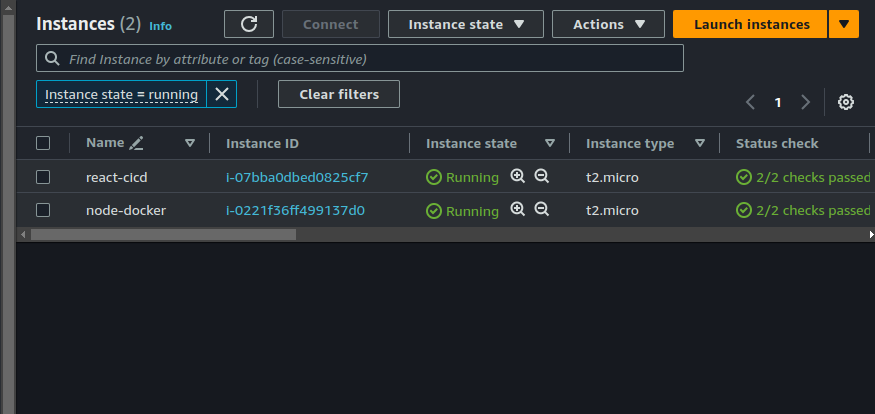 Instances (2) Info Connect Instance state Actions Launch instances
Find Instance by attribute or tag (case-sensitive)
Instance state = running Clear filters
1
Name Instance ID Instance state Instance type Status check
react-cicd i-07bba0dbed0825cf7 Running t2.micro 2/2 checks passed
node-docker i-0221f36ff499137d0 Running t2.micro 2/2 checks passed